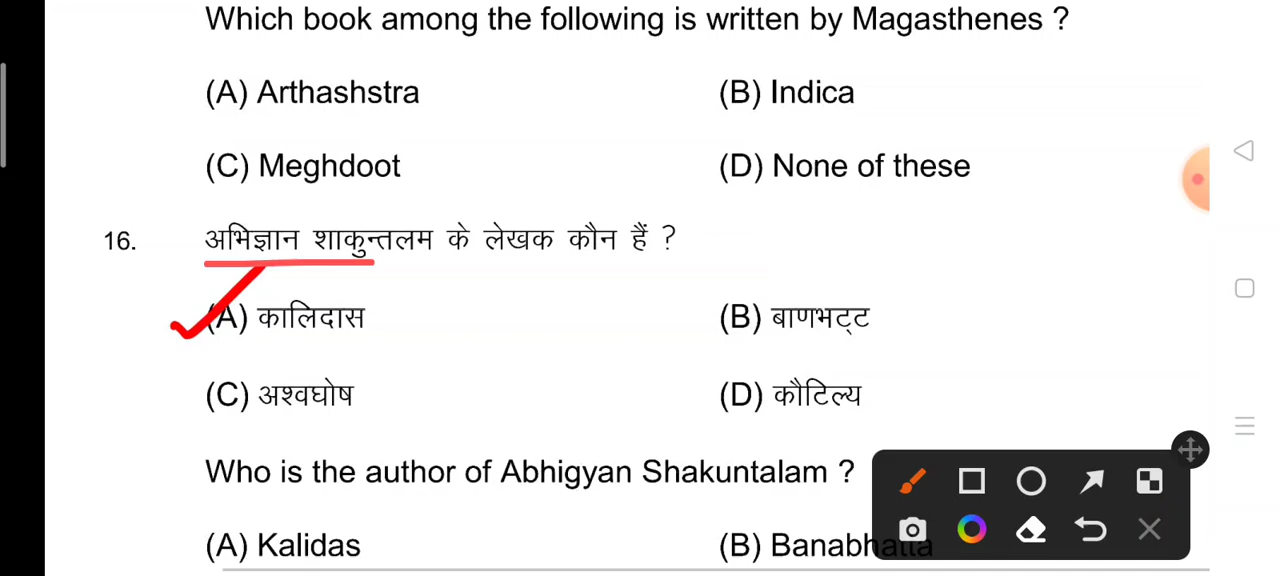 Which book among the following is written by Magasthenes ?
(A) Arthashstra (B) Indica
(C) Meghdoot (D) None of these
16. अभिज्ञान शाकुन्तलम के लेखक कौन हैं ?
(A) कालिदास (B) बाणभट्ट
(C) अश्वघोष (D) कौटिल्य
Who is the author of Abhigyan Shakuntalam ?
(A) Kalidas (B) Banabhatta